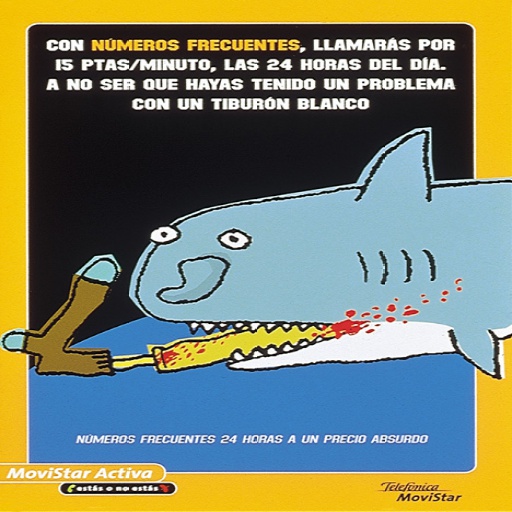 CON NÚMEROS FRECUENTES, LLAMARÁS POR
15 PTAS/MINUTO, LAS 24 HORAS DEL DÍA.
A NO SER QUE HAYAS TENIDO UN PROBLEMA
CON UN TIBURÓN BLANCO
NÚMEROS FRECUENTES 24 HORAS A UN PRECIO ABSURDO
MoviStar Activa
estás o no estás
Telefónica
MoviStar